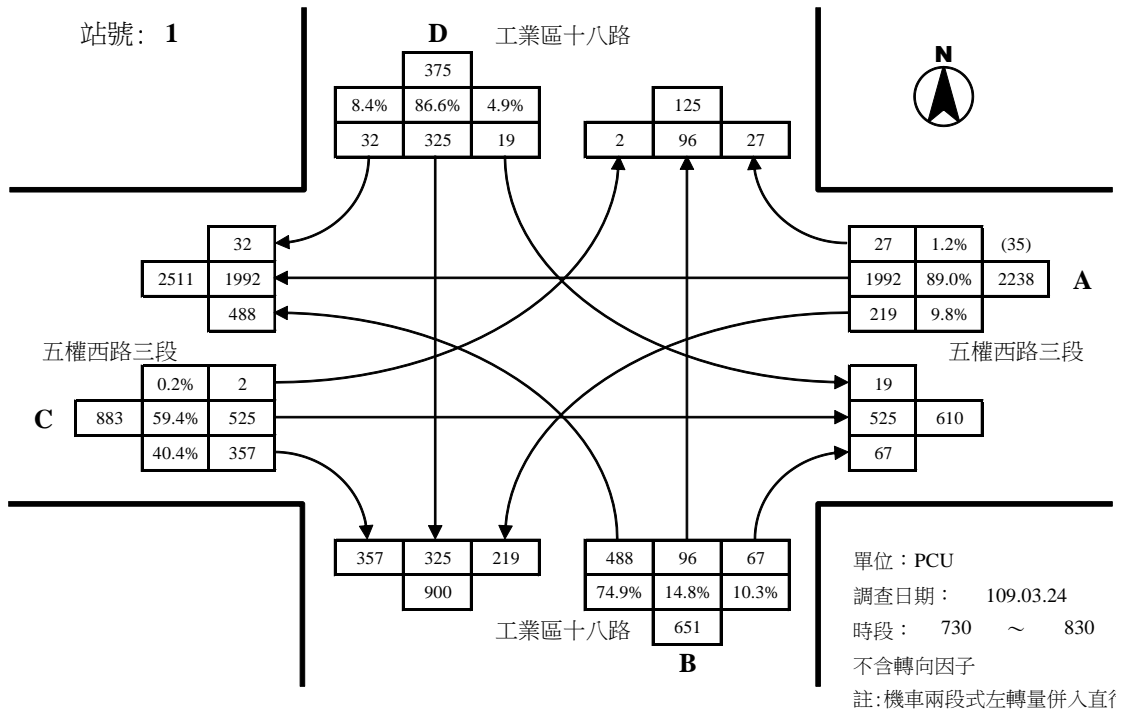 站號: 1
D 工業區十八路
N
375
8.4% 86.6% 4.9%
32 325 19
125
2 96 27
32
2511 1992
488
27 1.2% (35)
1992 89.0% 2238 A
219 9.8%
五權西路三段
五權西路三段
0.2% 2
C 883 59.4% 525
40.4% 357
19
525 610
67
357 325 219
900
488 96 67
74.9% 14.8% 10.3%
工業區十八路 651
B
單位：PCU
調查日期： 109.03.24
時段： 730 ～ 830
不含轉向因子
註:機車兩段式左轉量併入直